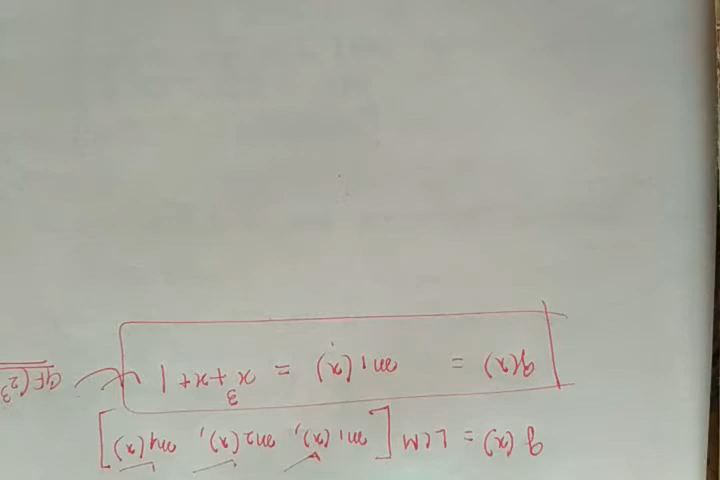 g(x) = LCM [m1(x), m2(x), m4(x)]
g(x) = m1(x) = x³+x+1 GF(2³